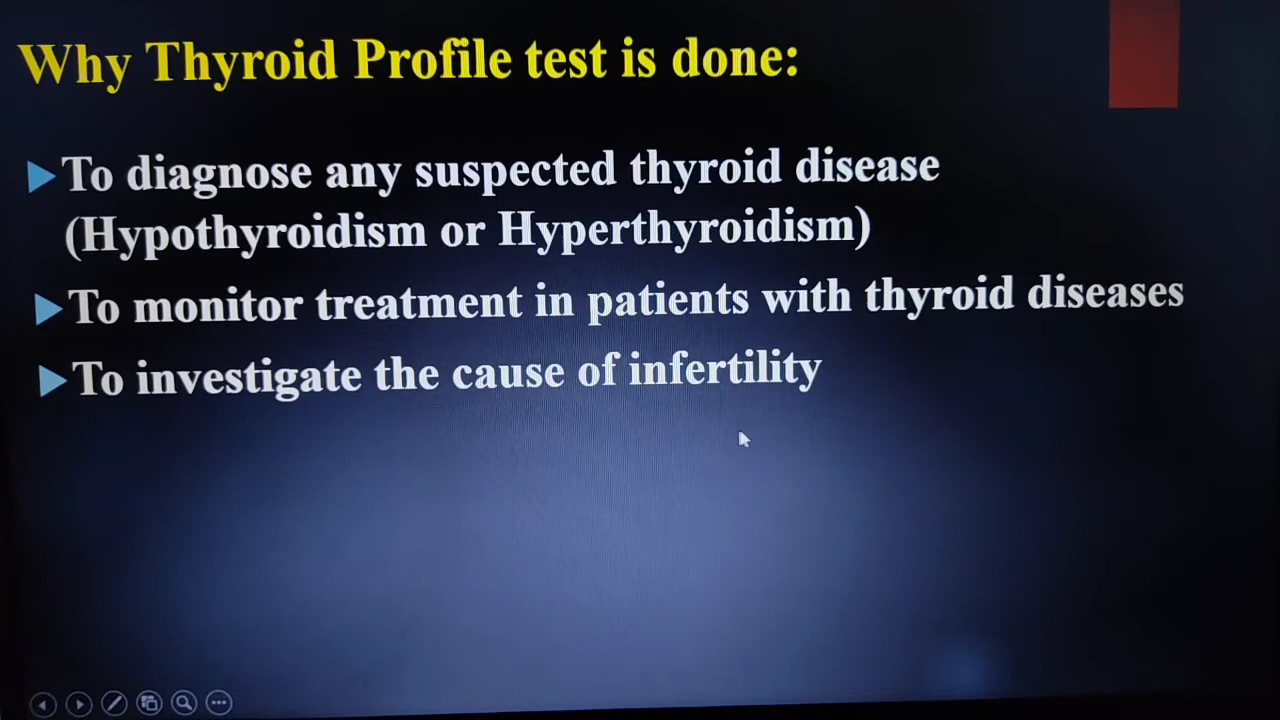 Why Thyroid Profile test is done:
To diagnose any suspected thyroid disease
(Hypothyroidism or Hyperthyroidism)
To monitor treatment in patients with thyroid diseases
To investigate the cause of infertility